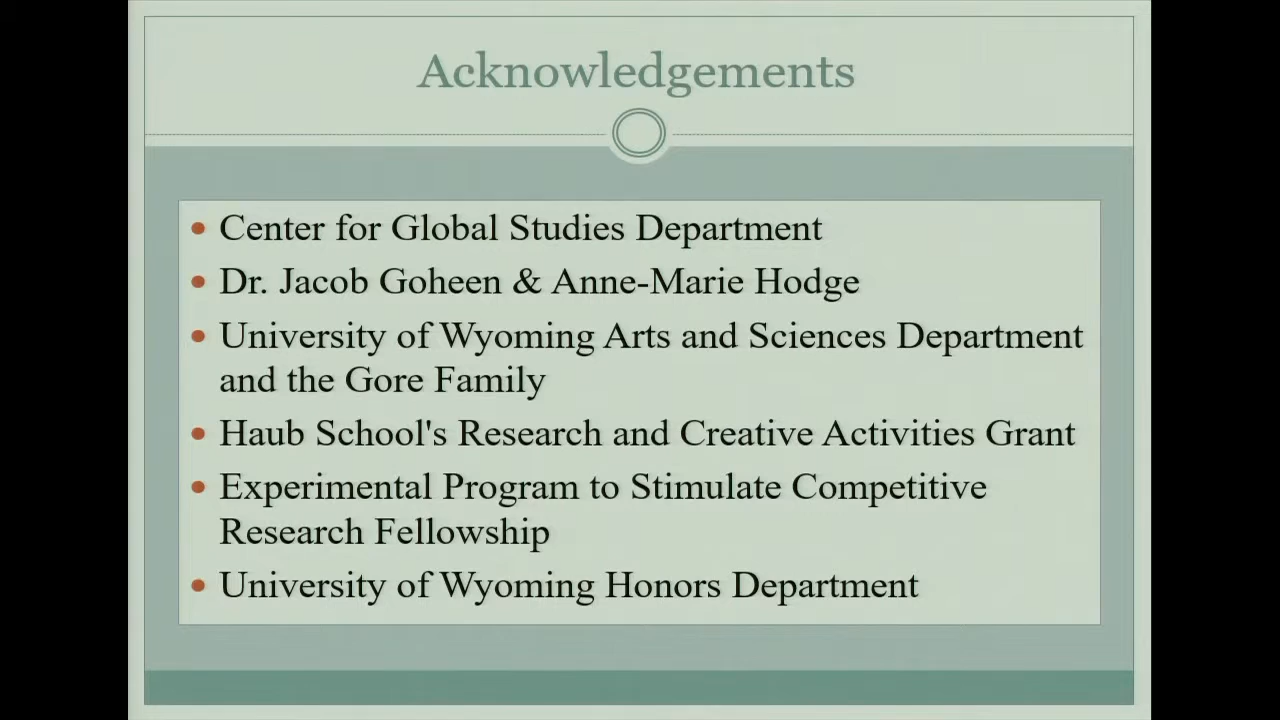 Acknowledgements
Center for Global Studies Department
Dr. Jacob Goheen & Anne-Marie Hodge
University of Wyoming Arts and Sciences Department
and the Gore Family
Haub School's Research and Creative Activities Grant
Experimental Program to Stimulate Competitive
Research Fellowship
University of Wyoming Honors Department